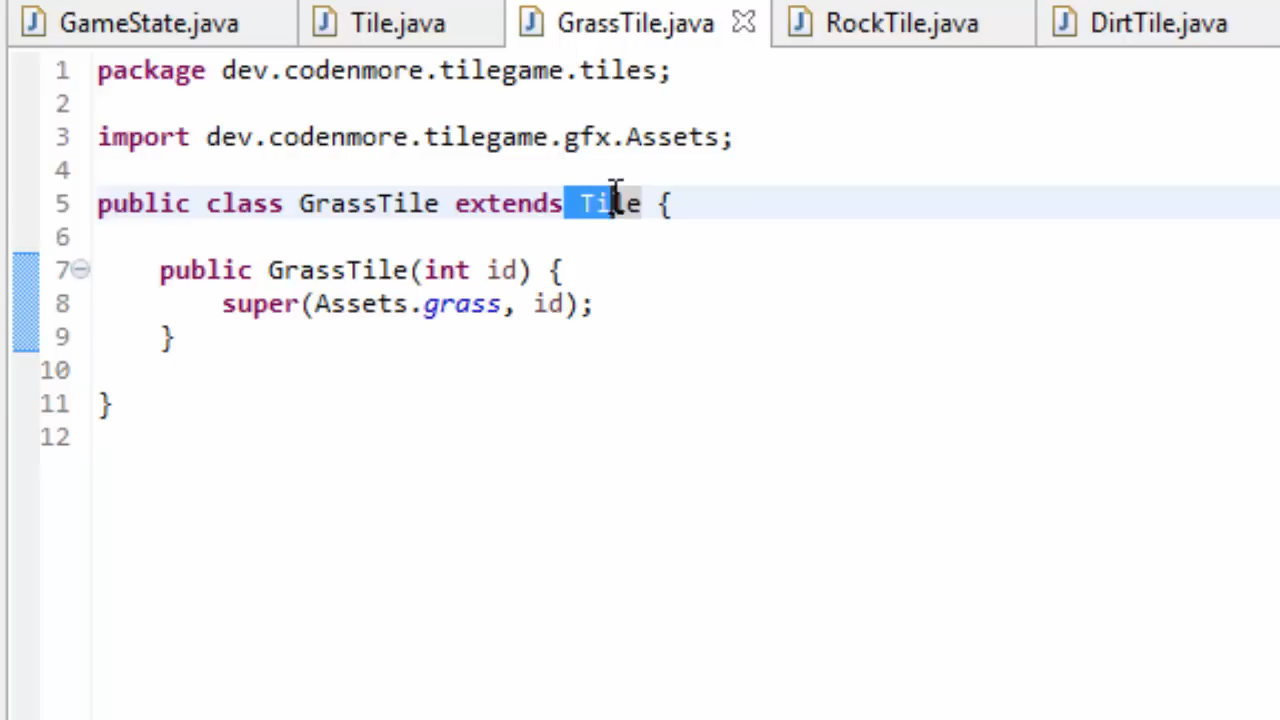 GameState.java Tile.java GrassTile.java RockTile.java DirtTile.java
1 package dev.codenmore.tilegame.tiles;
2
3 import dev.codenmore.tilegame.gfx.Assets;
4
5 public class GrassTile extends Tile {
6
7 public GrassTile(int id) {
8 super(Assets.grass, id);
9 }
10
11 }
12